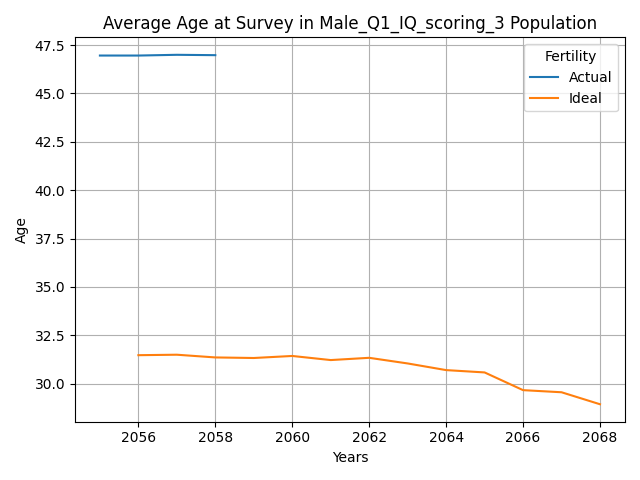 Average Age at Survey in Male_Q1_IQ_scoring_3 Population
Fertility
Actual
Ideal
Age
47.5
45.0
42.5
40.0
37.5
35.0
32.5
30.0
2056 2058 2060 2062 2064 2066 2068
Years